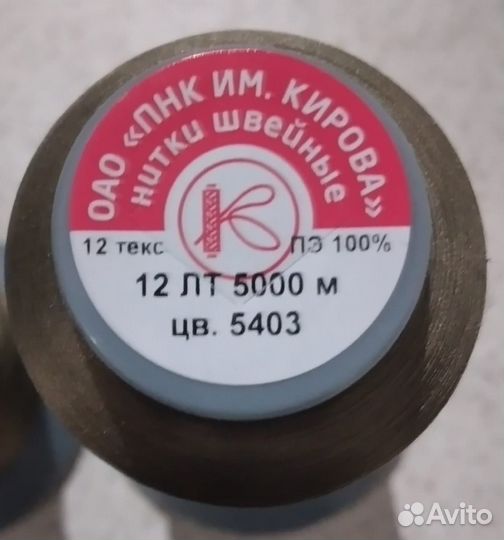 ОАО «ПНК ИМ. КИРОВА»
нитки швейные
К
12 текс ПЭ 100%
12 ЛТ 5000 м
цв. 5403
Avito